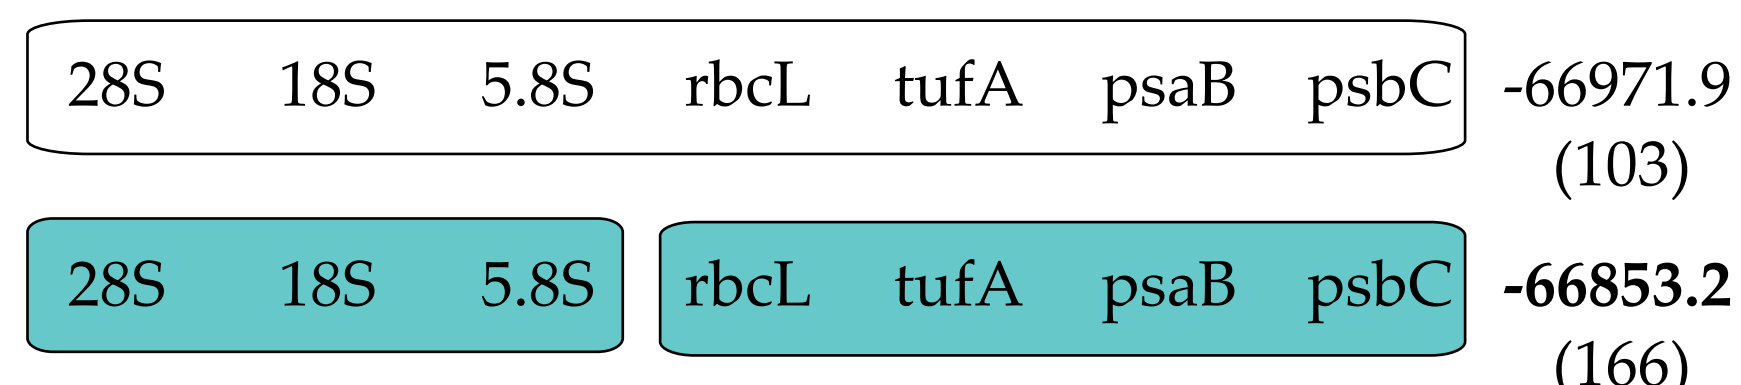 28S 18S 5.8S rbcL tufA psaB psbC -66971.9
(103)
28S 18S 5.8S rbcL tufA psaB psbC -66853.2
(166)